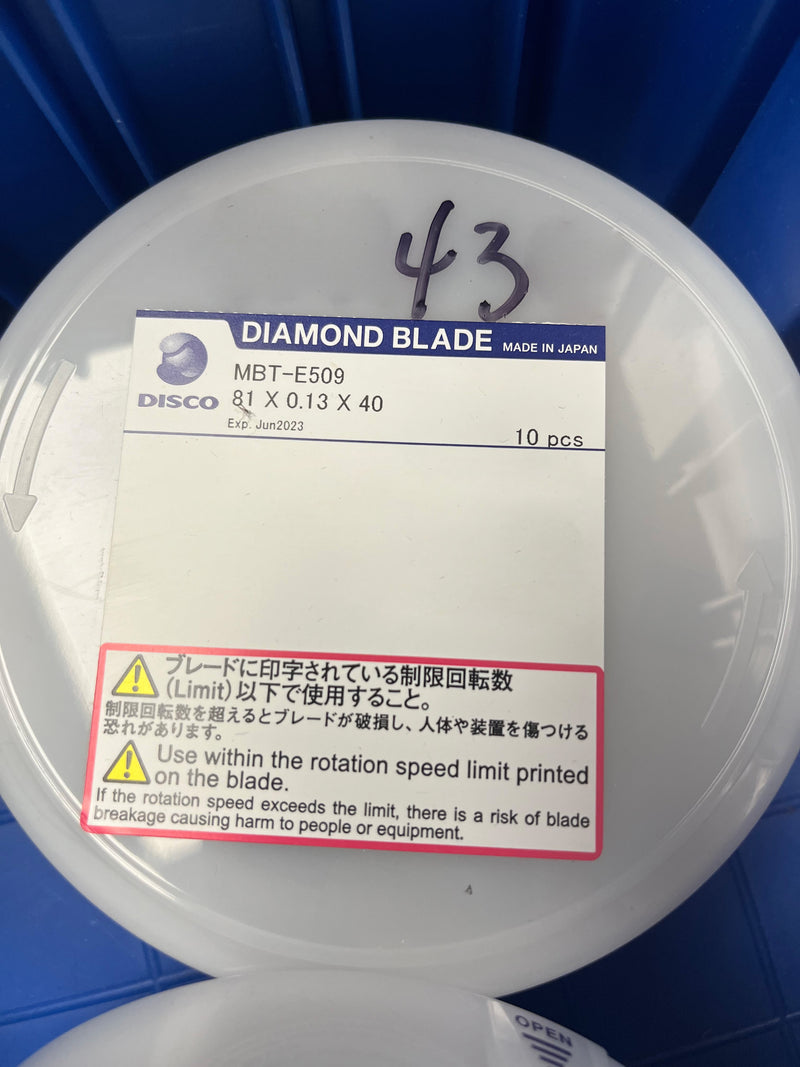 43
DIAMOND BLADE MADE IN JAPAN
DISCO
MBT-E509
81 X 0.13 X 40
Exp. Jun2023
10 pcs
ブレードに印字されている制限回転数
(Limit)以下で使用すること。
制限回転数を超えるとブレードが破損し、人体や装置を傷つける
恐れがあります。
Use within the rotation speed limit printed
on the blade.
If the rotation speed exceeds the limit, there is a risk of blade
breakage causing harm to people or equipment.
OPEN